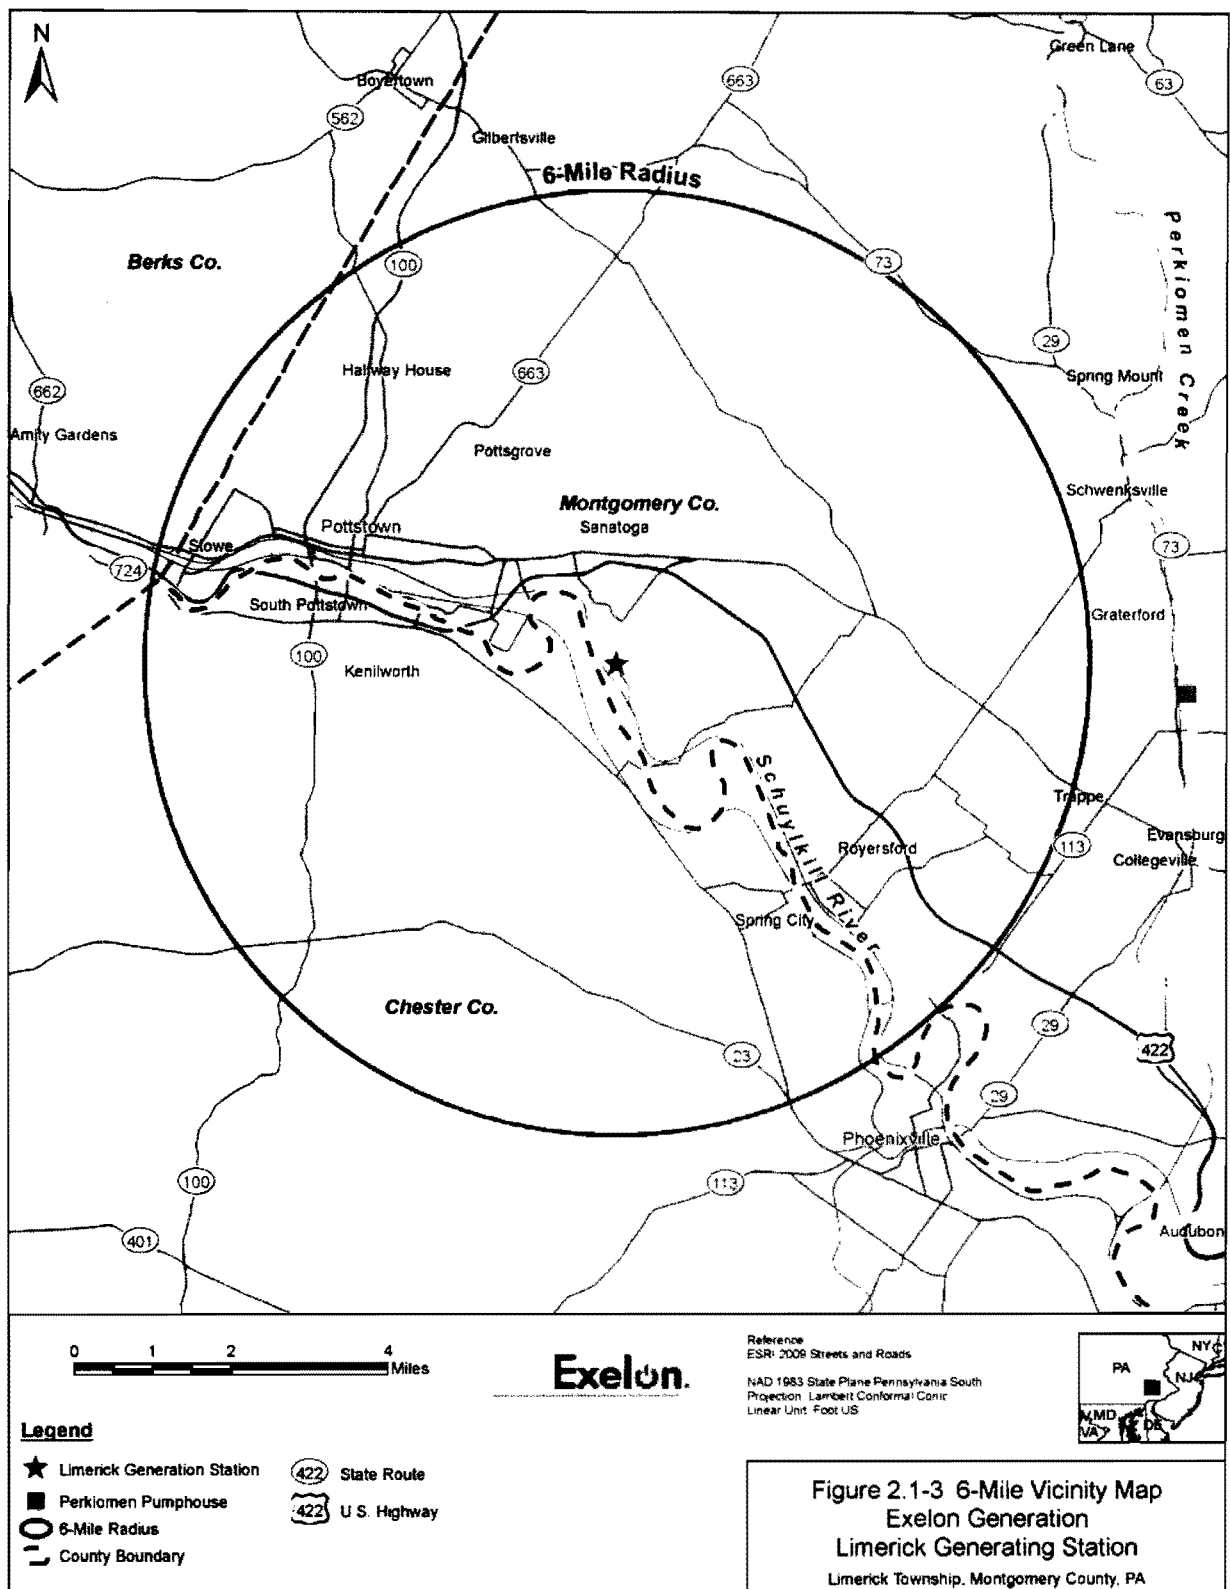 N
Green Lane
663
63
Boyertown
562
Gilbertsville
6-Mile Radius
Perkiomen Creek
Berks Co.
100
73
29
Halfway House
663
Spring Mount
662
Amity Gardens
Pottsgrove
Schwenksville
Montgomery Co.
Pottstown
Sanatoga
Stowe
73
724
South Pottstown
Graterford
100
Kenilworth
Schuylkill River
Trappe
Evansburg
Royersford
113
Collegeville
Spring City
Chester Co.
29
23
422
29
Phoenixville
100
113
Audubon
401
0 1 2 4
Miles
Exelon.
Reference
ESRI 2009 Streets and Roads
NAD 1983 State Plane Pennsylvania South
Projection Lambert Conformal Conic
Linear Unit Foot US
NY
PA
NJ
MD
DE
VA
Legend
Limerick Generation Station
Perkiomen Pumphouse
6-Mile Radius
County Boundary
422 State Route
422 U.S. Highway
Figure 2.1-3 6-Mile Vicinity Map
Exelon Generation
Limerick Generating Station
Limerick Township, Montgomery County, PA